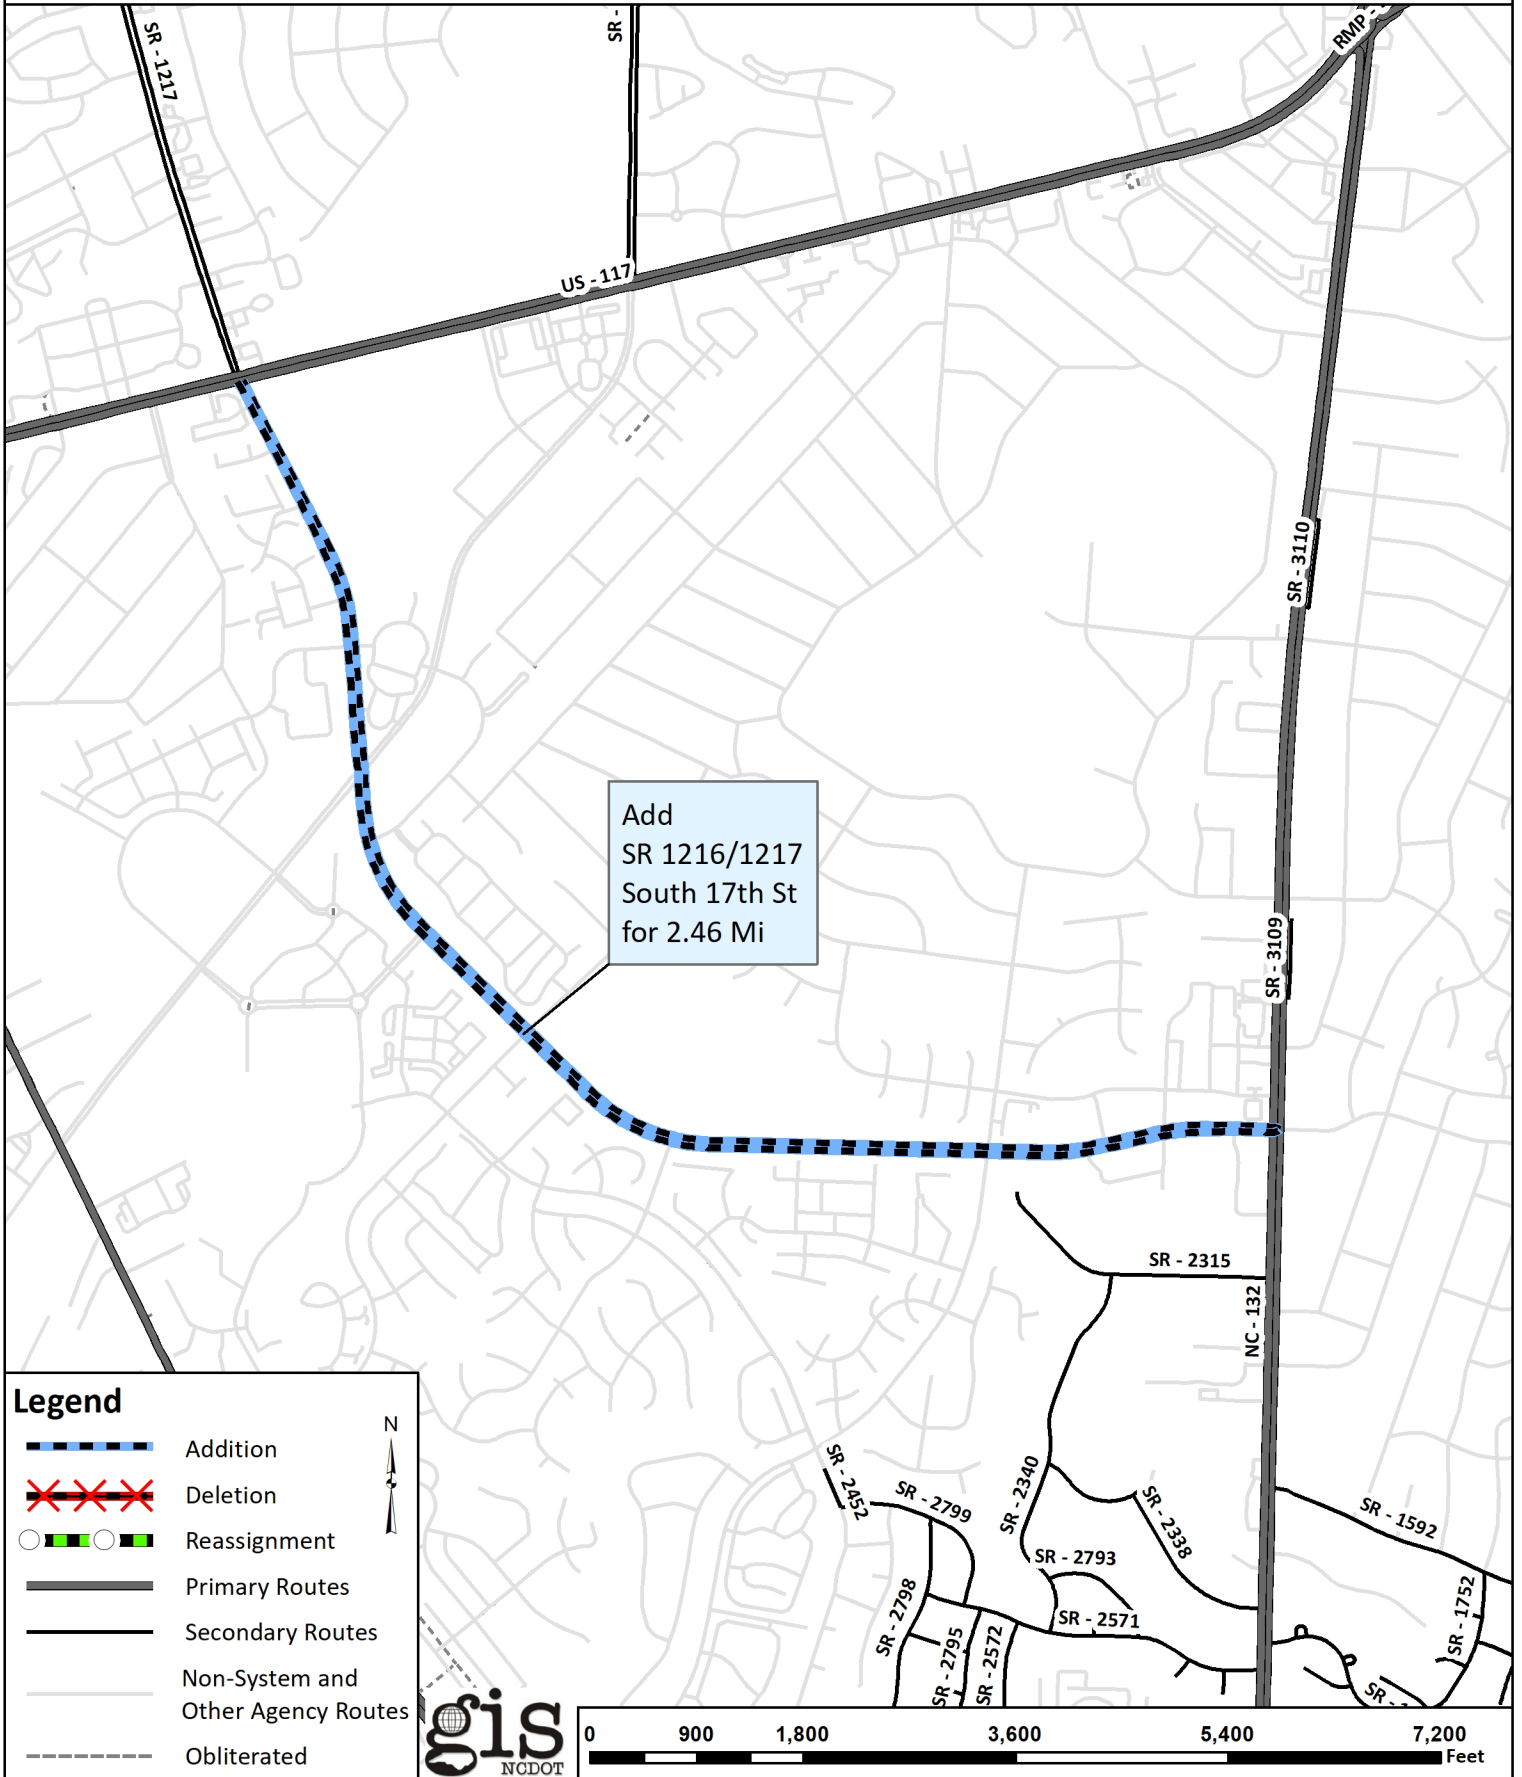 SR - 1217
SR -
RMP -
US - 117
SR - 3110
Add
SR 1216/1217
South 17th St
for 2.46 Mi
SR - 3109
SR - 2315
NC - 132
SR - 2452
SR - 2799
SR - 2340
SR - 2338
SR - 1592
SR - 2793
SR - 2798
SR - 2571
SR - 1752
SR - 2795
SR - 2572
SR -
Legend
N
Addition
Deletion
Reassignment
Primary Routes
Secondary Routes
Non-System and
Other Agency Routes
Obliterated
gis
NCDOT
0 900 1,800 3,600 5,400 7,200
Feet